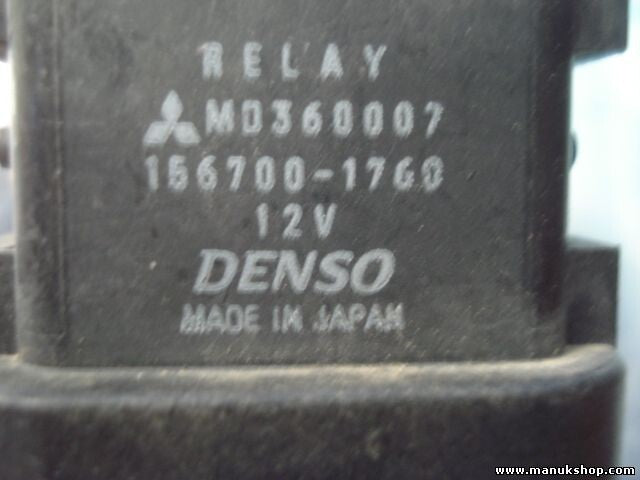 RELAY
MD360007
156700-1760
12V
DENSO
MADE IN JAPAN
www.manukshop.com